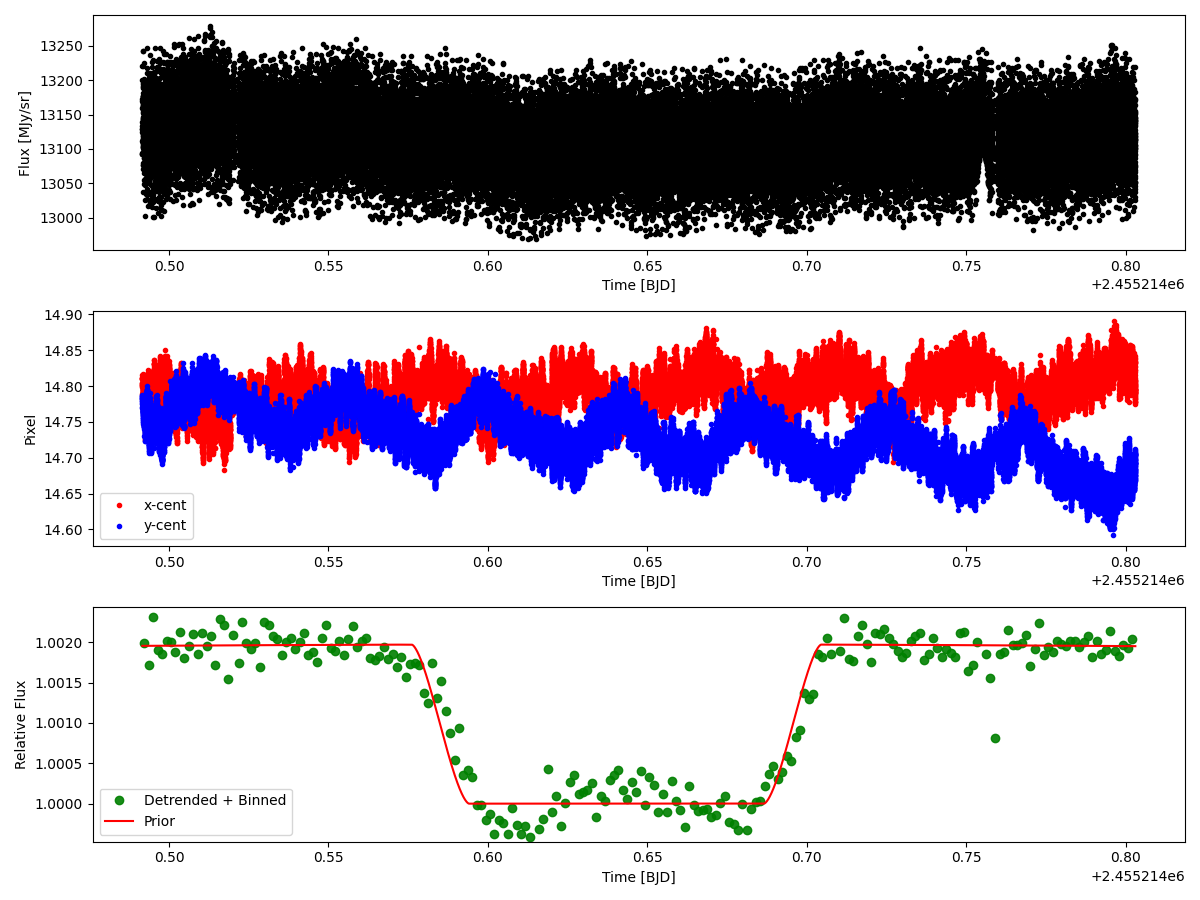 13250
13200
13150
13100
13050
13000
Flux [MJy/sr]
0.50 0.55 0.60 0.65 0.70 0.75 0.80
Time [BJD]
+2.455214e6
14.90
14.85
14.80
14.75
14.70
14.65
14.60
Pixel
x-cent
y-cent
0.50 0.55 0.60 0.65 0.70 0.75 0.80
Time [BJD]
+2.455214e6
1.0020
1.0015
1.0010
1.0005
1.0000
Relative Flux
Detrended + Binned
Prior
0.50 0.55 0.60 0.65 0.70 0.75 0.80
Time [BJD]
+2.455214e6